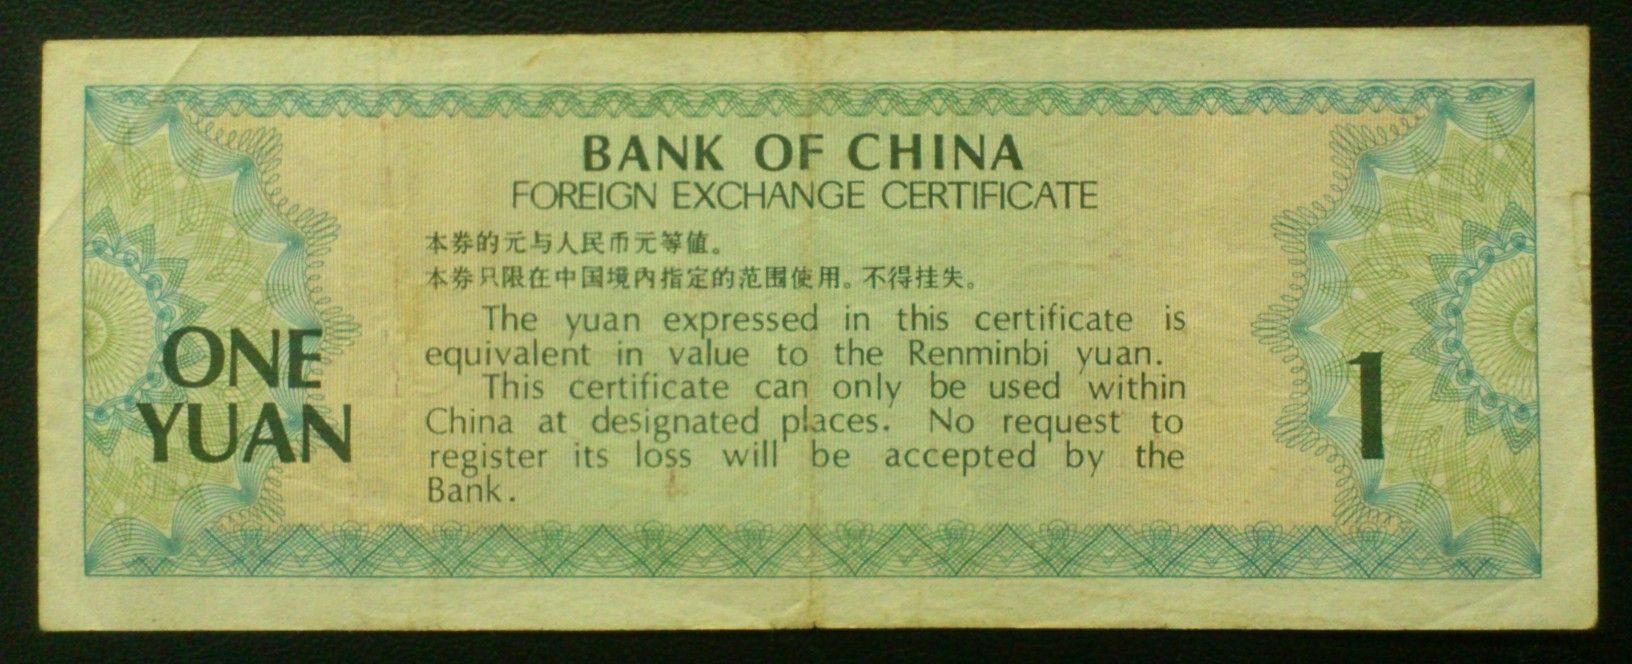 BANK OF CHINA
FOREIGN EXCHANGE CERTIFICATE
本券的元与人民币元等值。
本券只限在中国境内指定的范围使用。不得挂失。
The yuan expressed in this certificate is
equivalent in value to the Renminbi yuan.
This certificate can only be used within
China at designated places. No request to
register its loss will be accepted by the
Bank.
ONE
YUAN
1